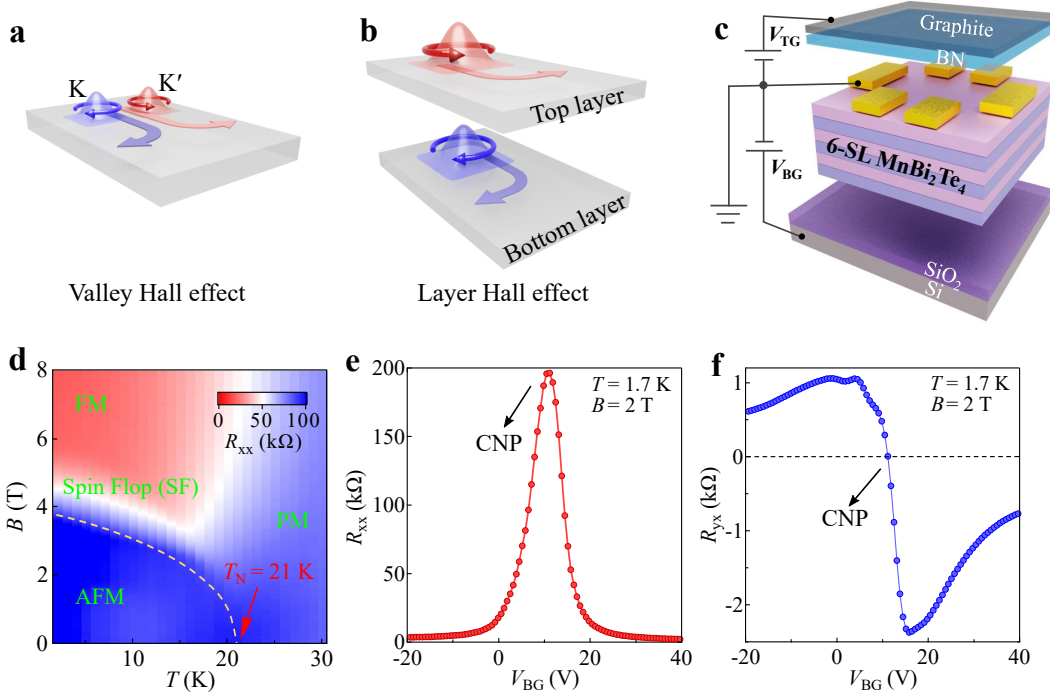 a
K
K′
Valley Hall effect
b
Top layer
Bottom layer
Layer Hall effect
c
V_TG
V_BG
Graphite
BN
6-SL MnBi₂Te₄
SiO₂
Si
d
B (T)
8
6
4
2
0
FM
Spin Flop (SF)
AFM
PM
0 50 100
R_xx (kΩ)
T_N = 21 K
10 20 30
T (K)
e
R_xx (kΩ)
200
150
100
50
0
T = 1.7 K
B = 2 T
CNP
-20 0 20 40
V_BG (V)
f
R_yx (kΩ)
1
0
-1
-2
T = 1.7 K
B = 2 T
CNP
-20 0 20 40
V_BG (V)